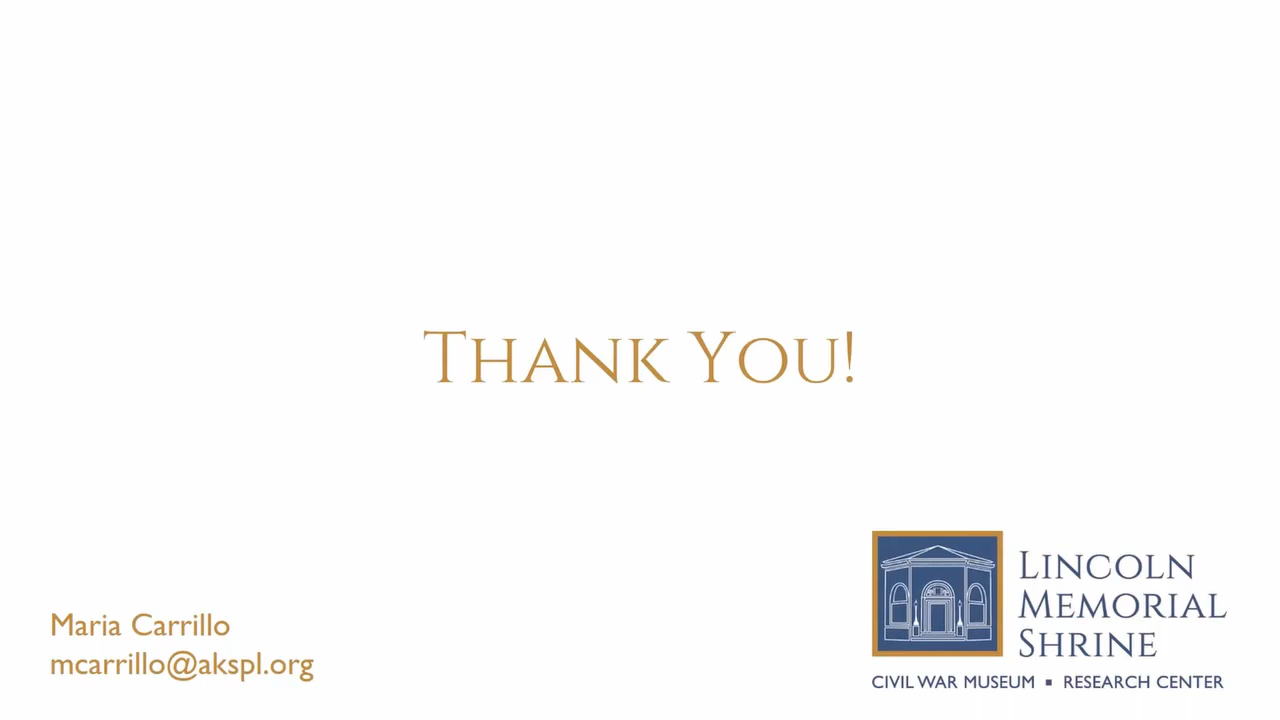 Thank You!
Maria Carrillo
mcarrillo@akspl.org
Lincoln
Memorial
Shrine
CIVIL WAR MUSEUM ▪ RESEARCH CENTER